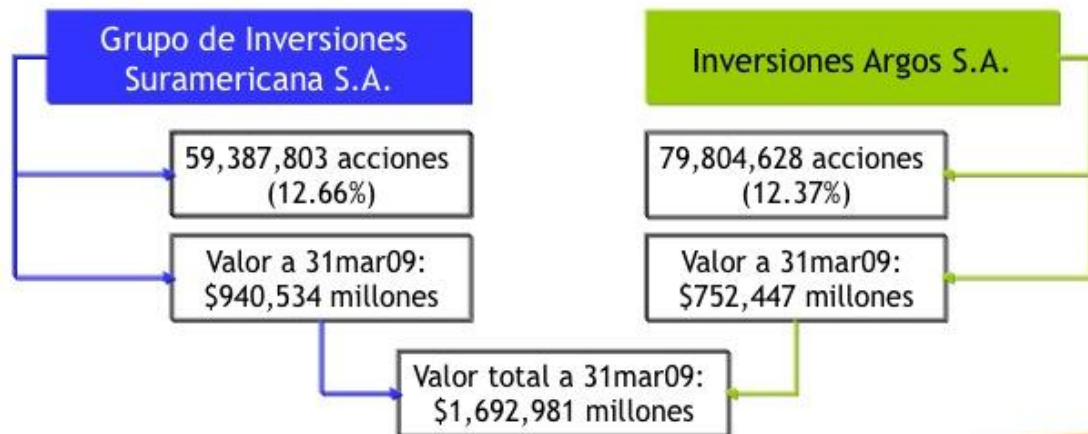 Grupo de Inversiones
Suramericana S.A.
Inversiones Argos S.A.
59,387,803 acciones
(12.66%)
79,804,628 acciones
(12.37%)
Valor a 31mar09:
$940,534 millones
Valor a 31mar09:
$752,447 millones
Valor total a 31mar09:
$1,692,981 millones